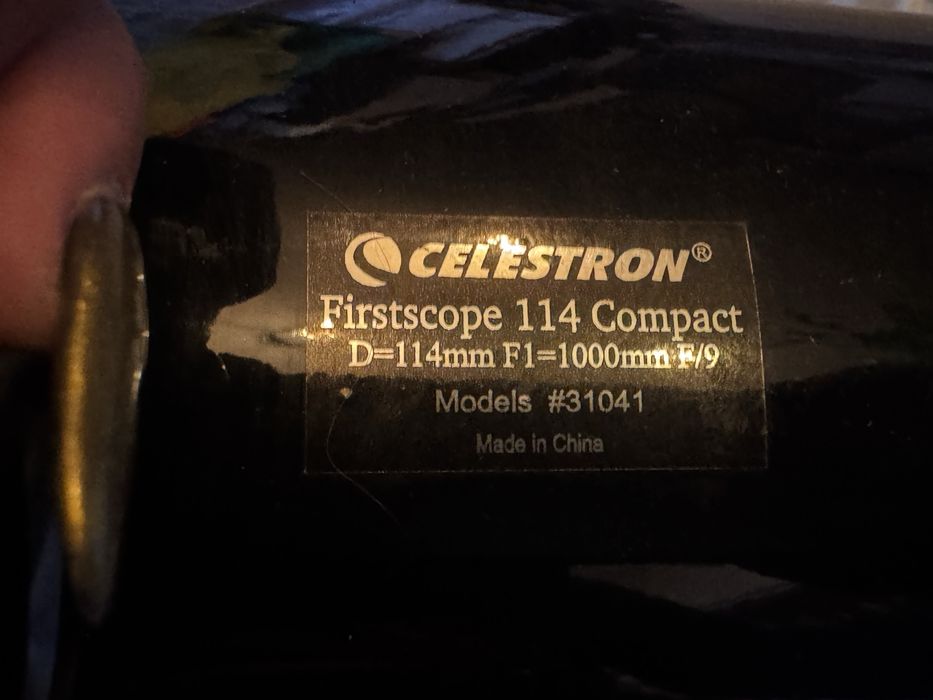 CELESTRON®
Firstscope 114 Compact
D=114mm F1=1000mm F/9
Models #31041
Made in China